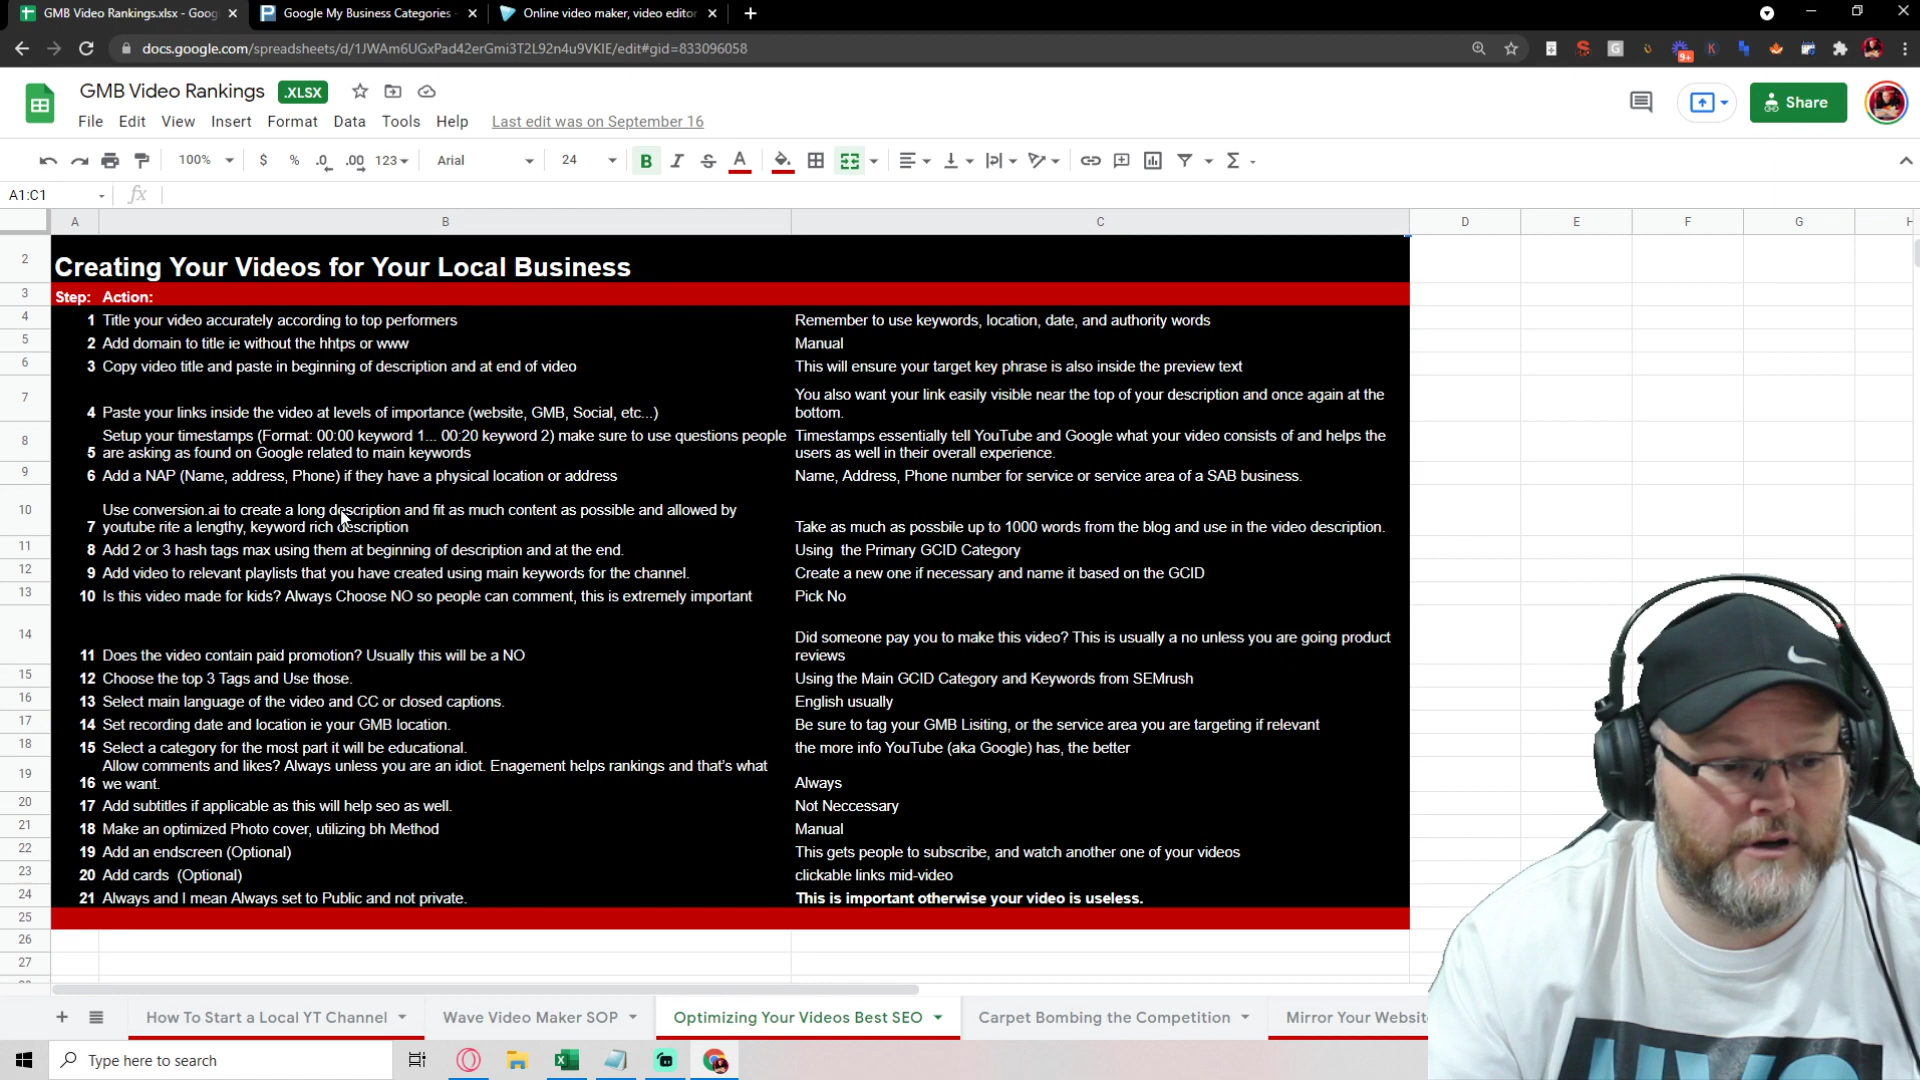 GMB Video Rankings.xlsx - Goog
Google My Business Categories -
Online video maker, video editor
docs.google.com/spreadsheets/d/1JWAm6UGxPad42erGmi3T2L92n4u9VKIE/edit#gid=833096058
9+
GMB Video Rankings .XLSX
Share
File Edit View Insert Format Data Tools Help Last edit was on September 16
100% $ % .0 .00 123 Arial 24 B I S A
A1:C1 fx
A B C D E F G H
2 Creating Your Videos for Your Local Business
3 Step: Action:
4 1 Title your video accurately according to top performers Remember to use keywords, location, date, and authority words
5 2 Add domain to title ie without the hhtps or www Manual
6 3 Copy video title and paste in beginning of description and at end of video This will ensure your target key phrase is also inside the preview text
7 You also want your link easily visible near the top of your description and once again at the
4 Paste your links inside the video at levels of importance (website, GMB, Social, etc...) bottom.
8 Setup your timestamps (Format: 00:00 keyword 1... 00:20 keyword 2) make sure to use questions people Timestamps essentially tell YouTube and Google what your video consists of and helps the
5 are asking as found on Google related to main keywords users as well in their overall experience.
9 6 Add a NAP (Name, address, Phone) if they have a physical location or address Name, Address, Phone number for service or service area of a SAB business.
10 Use conversion.ai to create a long description and fit as much content as possible and allowed by
7 youtube rite a lengthy, keyword rich description Take as much as possbile up to 1000 words from the blog and use in the video description.
11 8 Add 2 or 3 hash tags max using them at beginning of description and at the end. Using the Primary GCID Category
12 9 Add video to relevant playlists that you have created using main keywords for the channel. Create a new one if necessary and name it based on the GCID
13 10 Is this video made for kids? Always Choose NO so people can comment, this is extremely important Pick No
14 Did someone pay you to make this video? This is usually a no unless you are going product
11 Does the video contain paid promotion? Usually this will be a NO reviews
15 12 Choose the top 3 Tags and Use those. Using the Main GCID Category and Keywords from SEMrush
16 13 Select main language of the video and CC or closed captions. English usually
17 14 Set recording date and location ie your GMB location. Be sure to tag your GMB Lisiting, or the service area you are targeting if relevant
18 15 Select a category for the most part it will be educational. the more info YouTube (aka Google) has, the better
19 Allow comments and likes? Always unless you are an idiot. Enagement helps rankings and that's what
16 we want. Always
20 17 Add subtitles if applicable as this will help seo as well. Not Neccessary
21 18 Make an optimized Photo cover, utilizing bh Method Manual
22 19 Add an endscreen (Optional) This gets people to subscribe, and watch another one of your videos
23 20 Add cards (Optional) clickable links mid-video
24 21 Always and I mean Always set to Public and not private. This is important otherwise your video is useless.
25
26
27
How To Start a Local YT Channel Wave Video Maker SOP Optimizing Your Videos Best SEO Carpet Bombing the Competition Mirror Your Websit
Type here to search